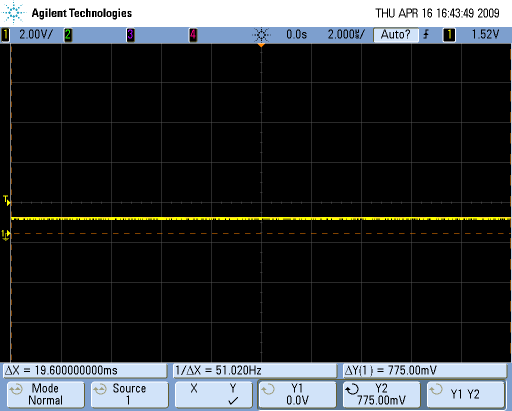 Agilent Technologies THU APR 16 16:43:49 2009
1 2.00V/ 2 3 4 0.0s 2.000s/ Auto? 1 1.52V
T
1
ΔX = 19.600000000ms 1/ΔX = 51.020Hz ΔY(1) = 775.00mV
Mode Source X Y Y1 Y2 Y1 Y2
Normal 1 ✓ 0.0V 775.00mV